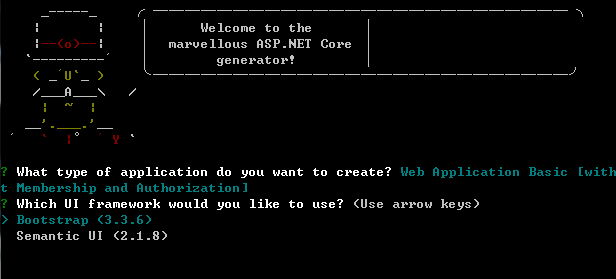 Welcome to the
marvellous ASP.NET Core
generator!
? What type of application do you want to create? Web Application Basic [with
t Membership and Authorization]
? Which UI framework would you like to use? (Use arrow keys)
> Bootstrap (3.3.6)
Semantic UI (2.1.8)